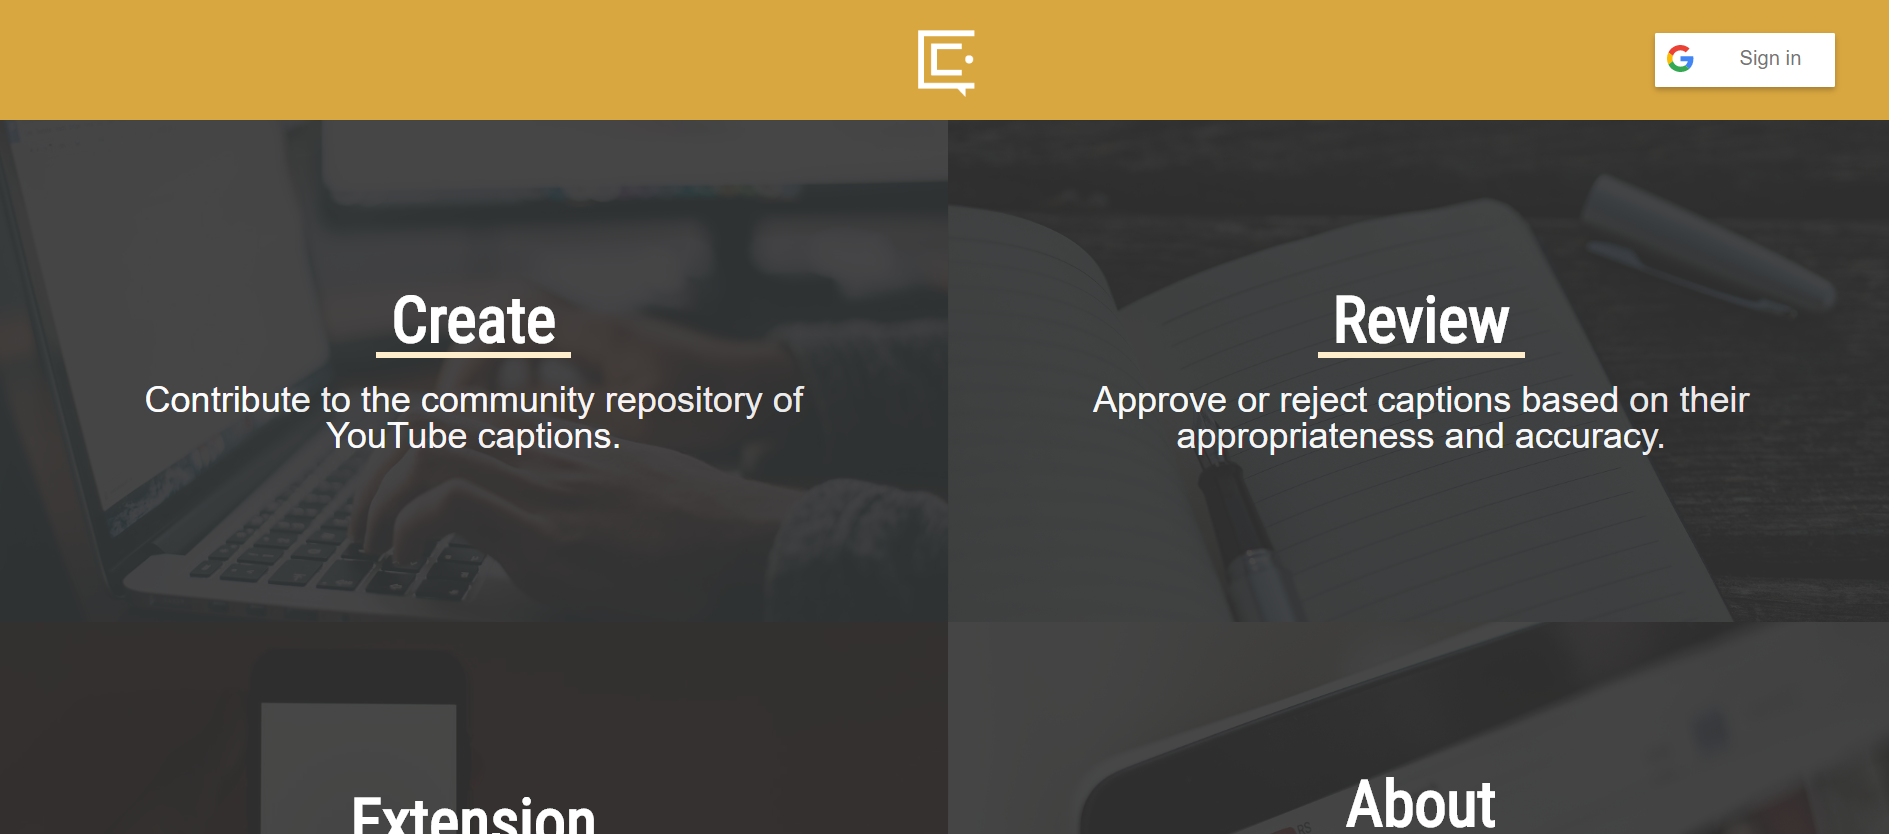 Sign in
Create
Contribute to the community repository of
YouTube captions.
Review
Approve or reject captions based on their
appropriateness and accuracy.
Extension
About